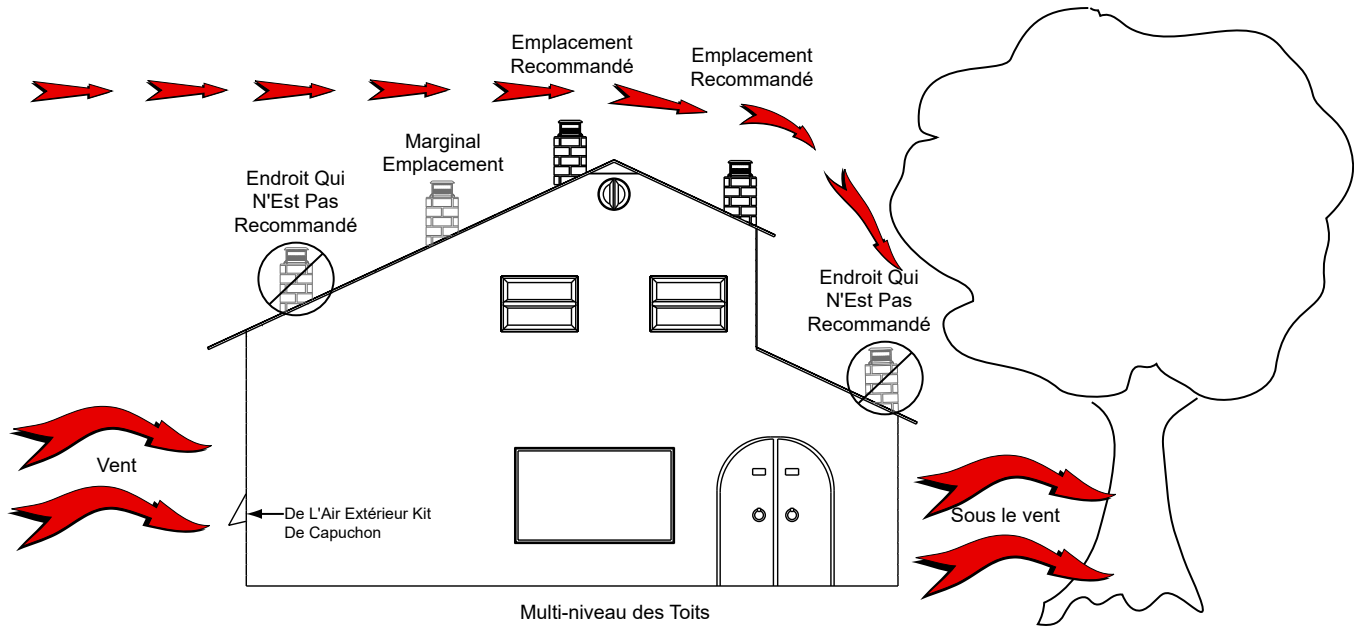 Emplacement
Recommandé
Emplacement
Recommandé
Marginal
Emplacement
Endroit Qui
N'Est Pas
Recommandé
Endroit Qui
N'Est Pas
Recommandé
Vent
De L'Air Extérieur Kit
De Capuchon
Sous le vent
Multi-niveau des Toits